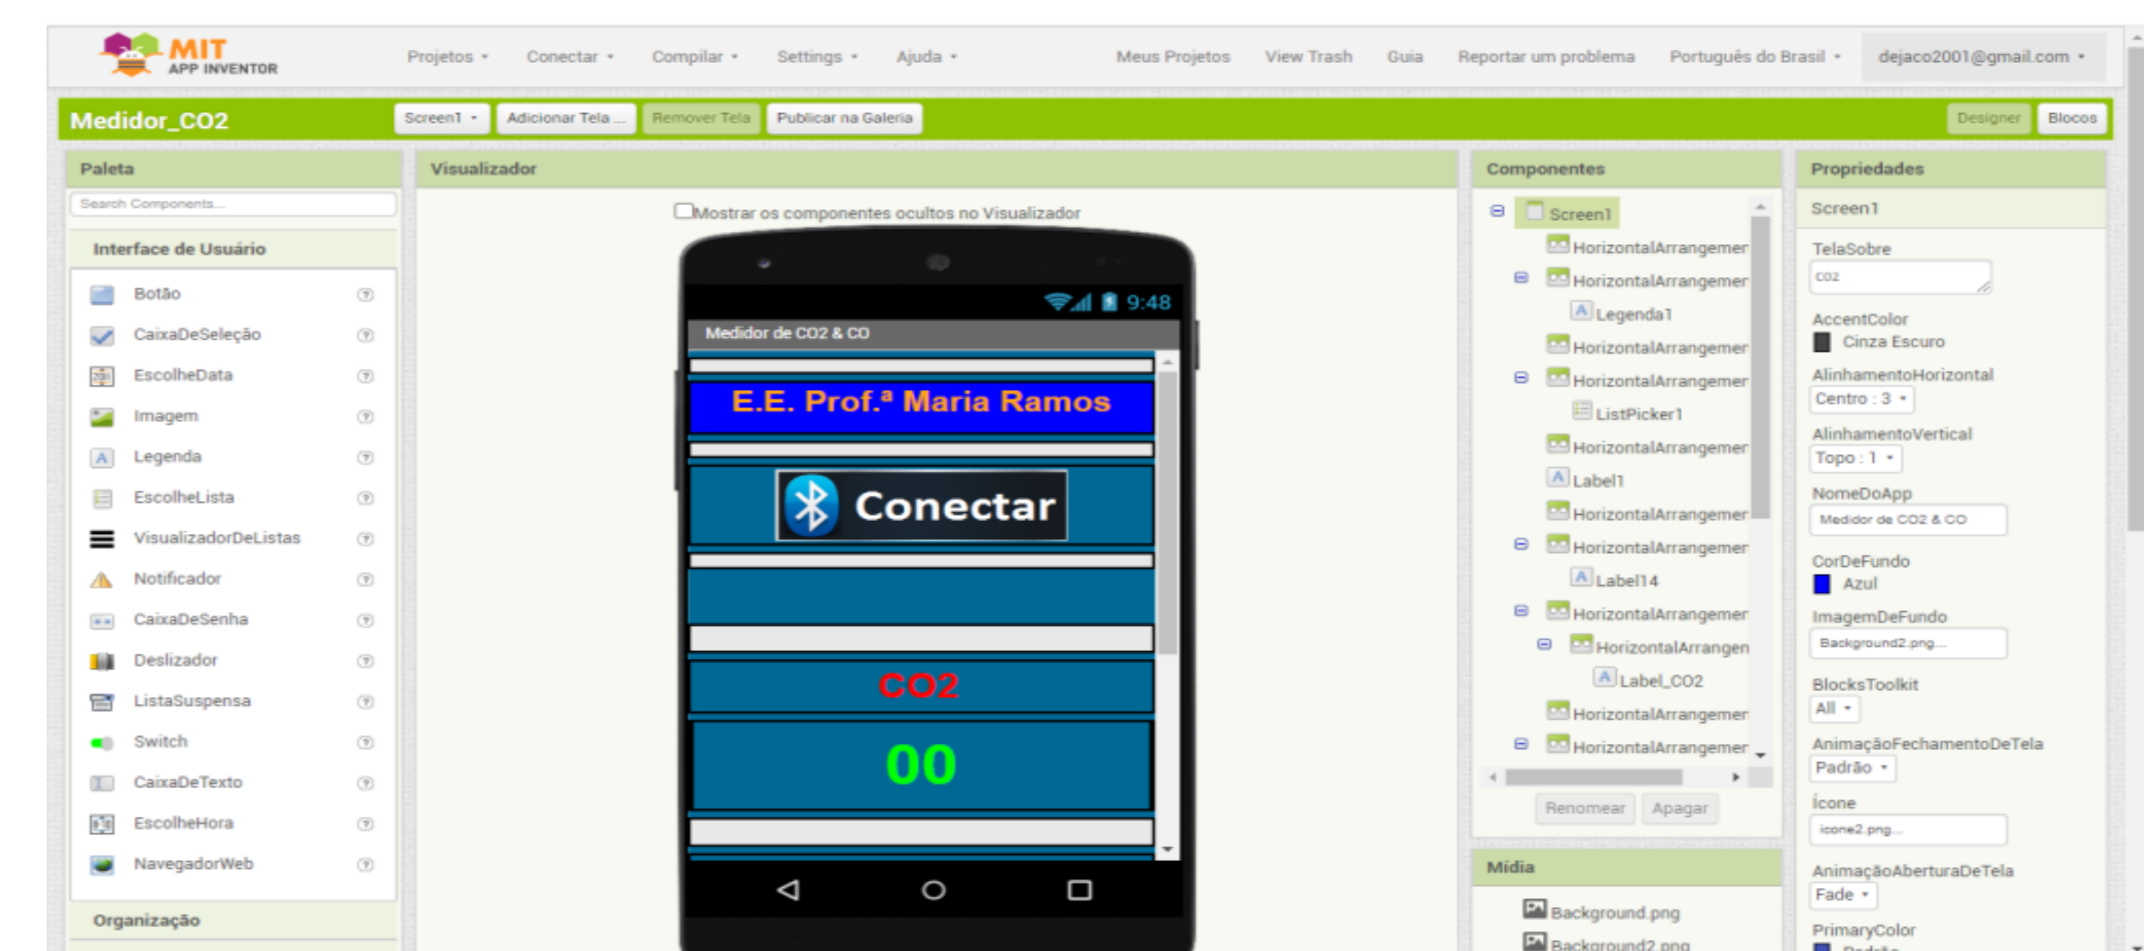 MIT
APP INVENTOR
Projetos
Conectar
Compilar
Settings
Ajuda
Meus Projetos
View Trash
Guia
Reportar um problema
Português do Brasil
dejaco2001@gmail.com
Medidor_CO2
Screen1
Adicionar Tela ...
Remover Tela
Publicar na Galeria
Designer
Blocos
Paleta
Search Components...
Interface de Usuário
Botão
CaixaDeSeleção
EscolheData
Imagem
Legenda
EscolheLista
VisualizadorDeListas
Notificador
CaixaDeSenha
Deslizador
ListaSuspensa
Switch
CaixaDeTexto
EscolheHora
NavegadorWeb
Organização
Visualizador
Mostrar os componentes ocultos no Visualizador
9:48
Medidor de CO2 & CO
E.E. Prof.ª Maria Ramos
Conectar
CO2
00
Componentes
Screen1
HorizontalArrangemer
HorizontalArrangemer
Legenda1
HorizontalArrangemer
HorizontalArrangemer
ListPicker1
HorizontalArrangemer
Label1
HorizontalArrangemer
HorizontalArrangemer
Label14
HorizontalArrangemer
HorizontalArrangen
Label_CO2
HorizontalArrangemer
HorizontalArrangemer
Renomear
Apagar
Mídia
Background.png
Background2.png
Propriedades
Screen1
TelaSobre
CO2
AccentColor
Cinza Escuro
AlinhamentoHorizontal
Centro : 3
AlinhamentoVertical
Topo : 1
NomeDoApp
Medidor de CO2 & CO
CorDeFundo
Azul
ImagemDeFundo
Background2.png...
BlocksToolkit
All
AnimaçãoFechamentoDeTela
Padrão
Ícone
icone2.png...
AnimaçãoAberturaDeTela
Fade
PrimaryColor
Padrão